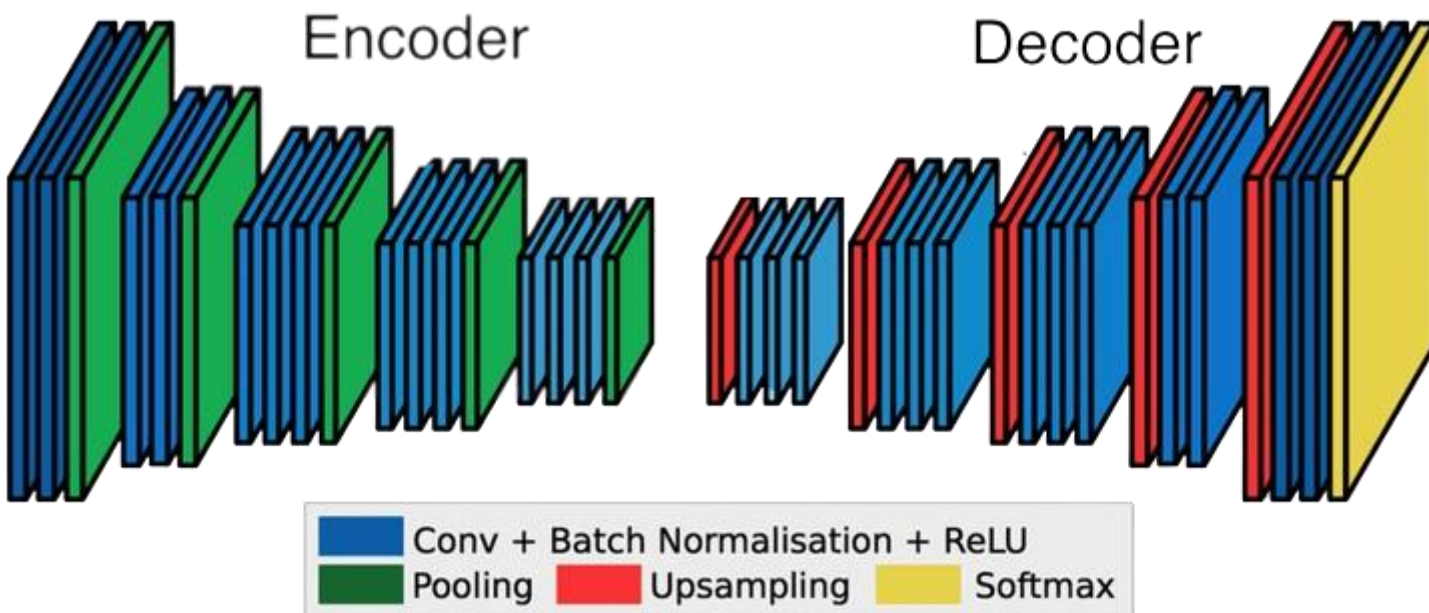 Encoder
Decoder
Conv + Batch Normalisation + ReLU
Pooling
Upsampling
Softmax